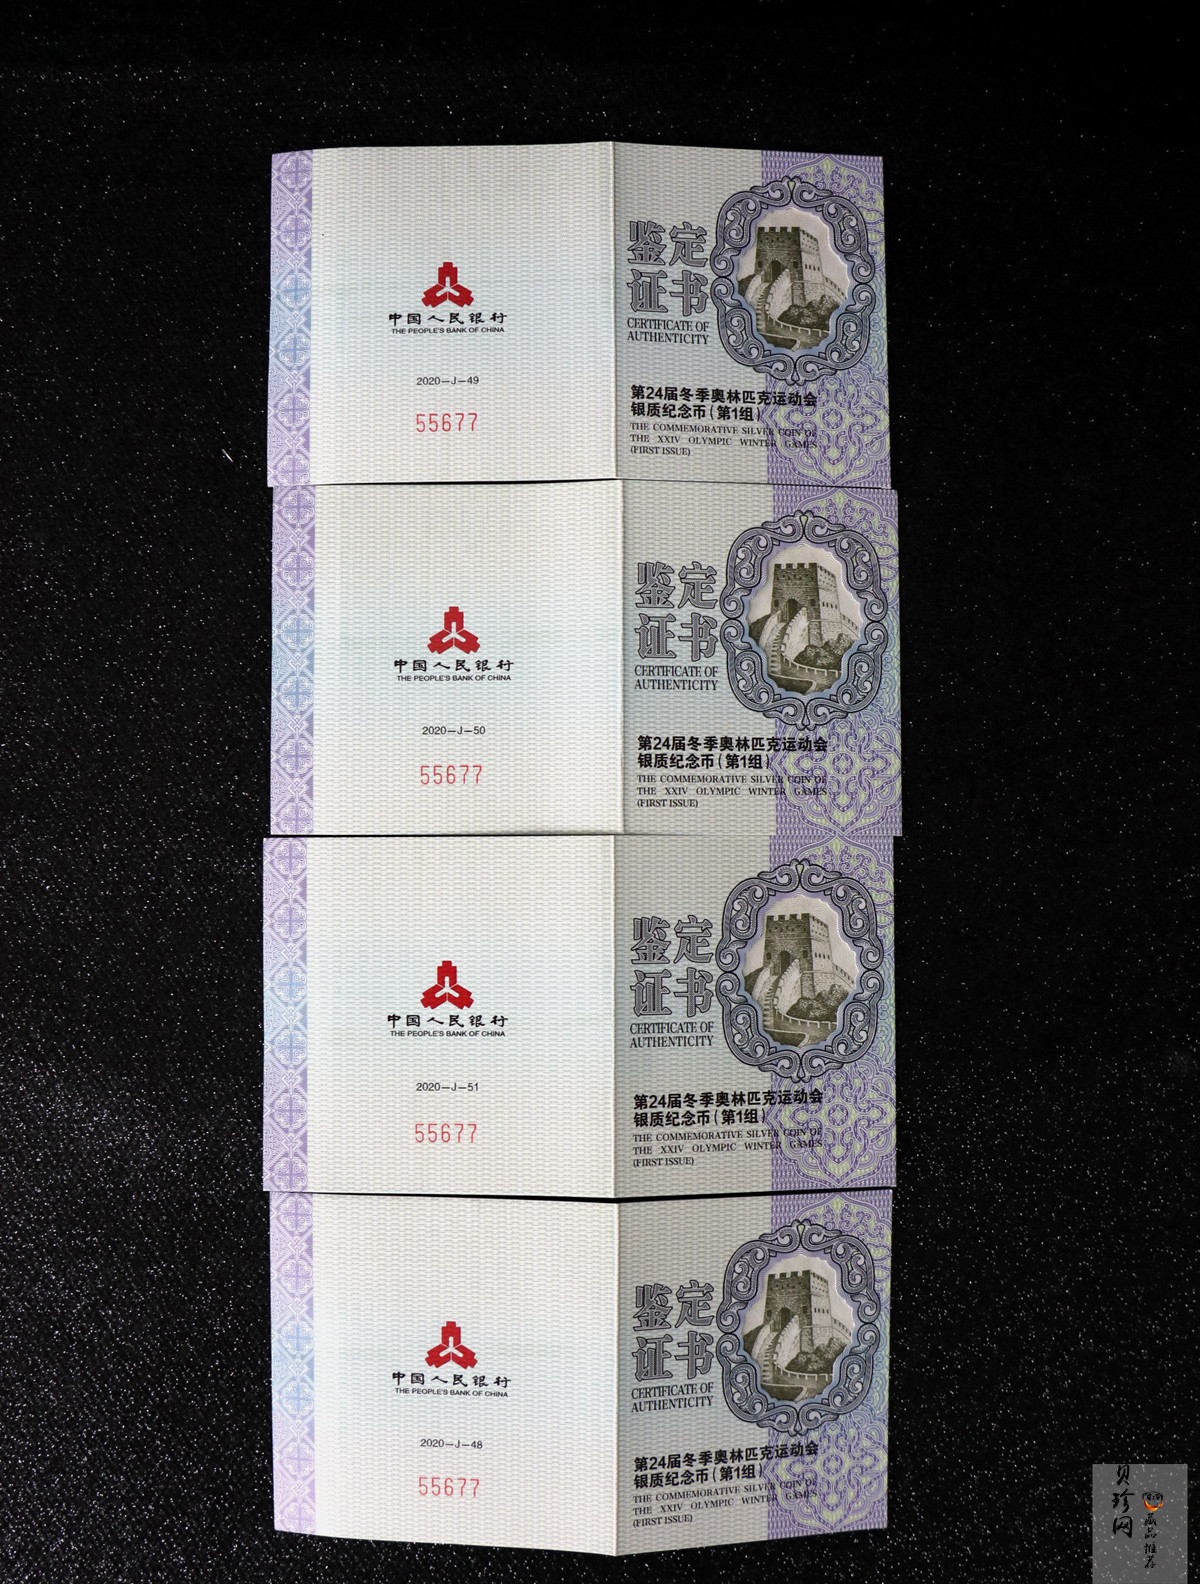 中国人民银行
THE PEOPLE'S BANK OF CHINA
2020—J—49
55677
鉴定
证书
CERTIFICATE OF
AUTHENTICITY
第24届冬季奥林匹克运动会
银质纪念币(第1组)
THE COMMEMORATIVE SILVER COIN OF
THE XXIV OLYMPIC WINTER GAMES
(FIRST ISSUE)
中国人民银行
THE PEOPLE'S BANK OF CHINA
2020—J—50
55677
鉴定
证书
CERTIFICATE OF
AUTHENTICITY
第24届冬季奥林匹克运动会
银质纪念币(第1组)
THE COMMEMORATIVE SILVER COIN OF
THE XXIV OLYMPIC WINTER GAMES
(FIRST ISSUE)
中国人民银行
THE PEOPLE'S BANK OF CHINA
2020—J—51
55677
鉴定
证书
CERTIFICATE OF
AUTHENTICITY
第24届冬季奥林匹克运动会
银质纪念币(第1组)
THE COMMEMORATIVE SILVER COIN OF
THE XXIV OLYMPIC WINTER GAMES
(FIRST ISSUE)
中国人民银行
THE PEOPLE'S BANK OF CHINA
2020—J—48
55677
鉴定
证书
CERTIFICATE OF
AUTHENTICITY
第24届冬季奥林匹克运动会
银质纪念币(第1组)
THE COMMEMORATIVE SILVER COIN OF
THE XXIV OLYMPIC WINTER GAMES
(FIRST ISSUE)
贝珍网
藏品推荐